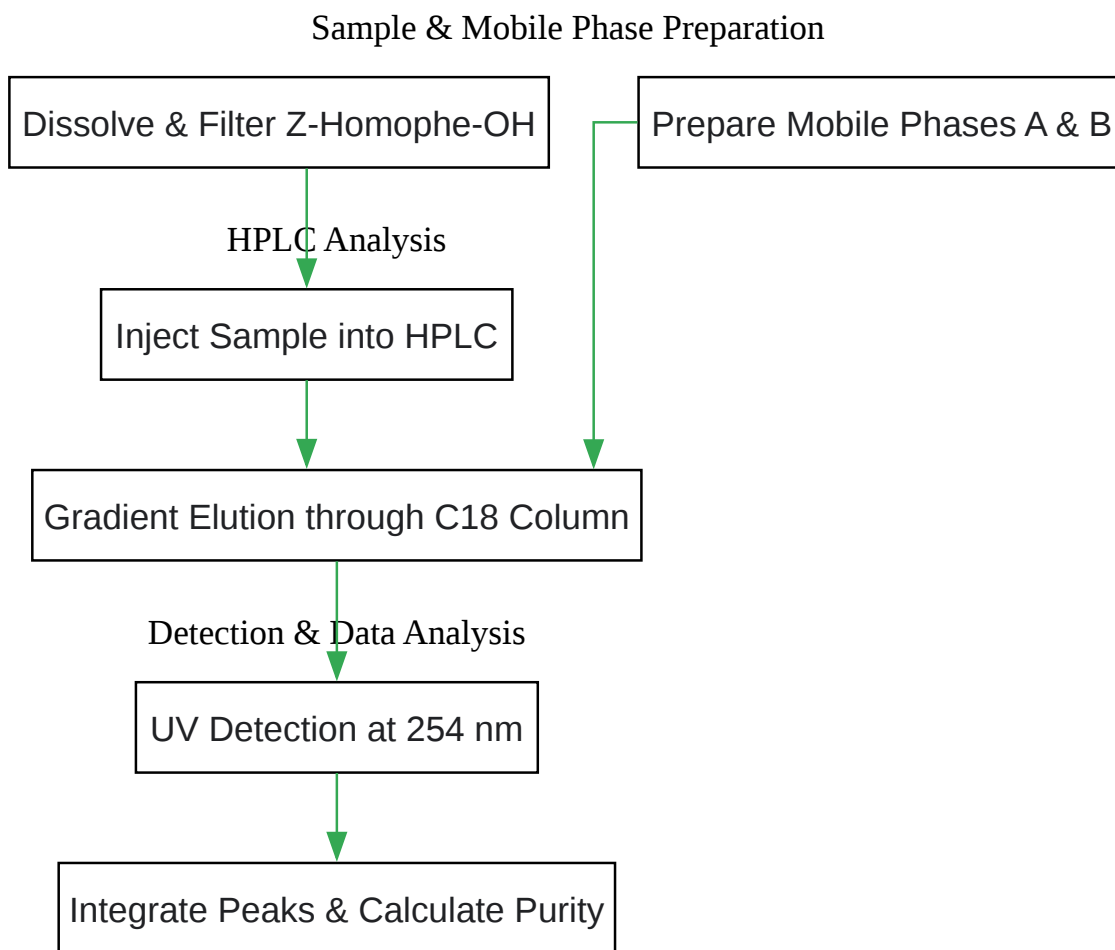 Sample & Mobile Phase Preparation
Dissolve & Filter Z-Homophe-OH
Prepare Mobile Phases A & B
HPLC Analysis
Inject Sample into HPLC
Gradient Elution through C18 Column
Detection & Data Analysis
UV Detection at 254 nm
Integrate Peaks & Calculate Purity